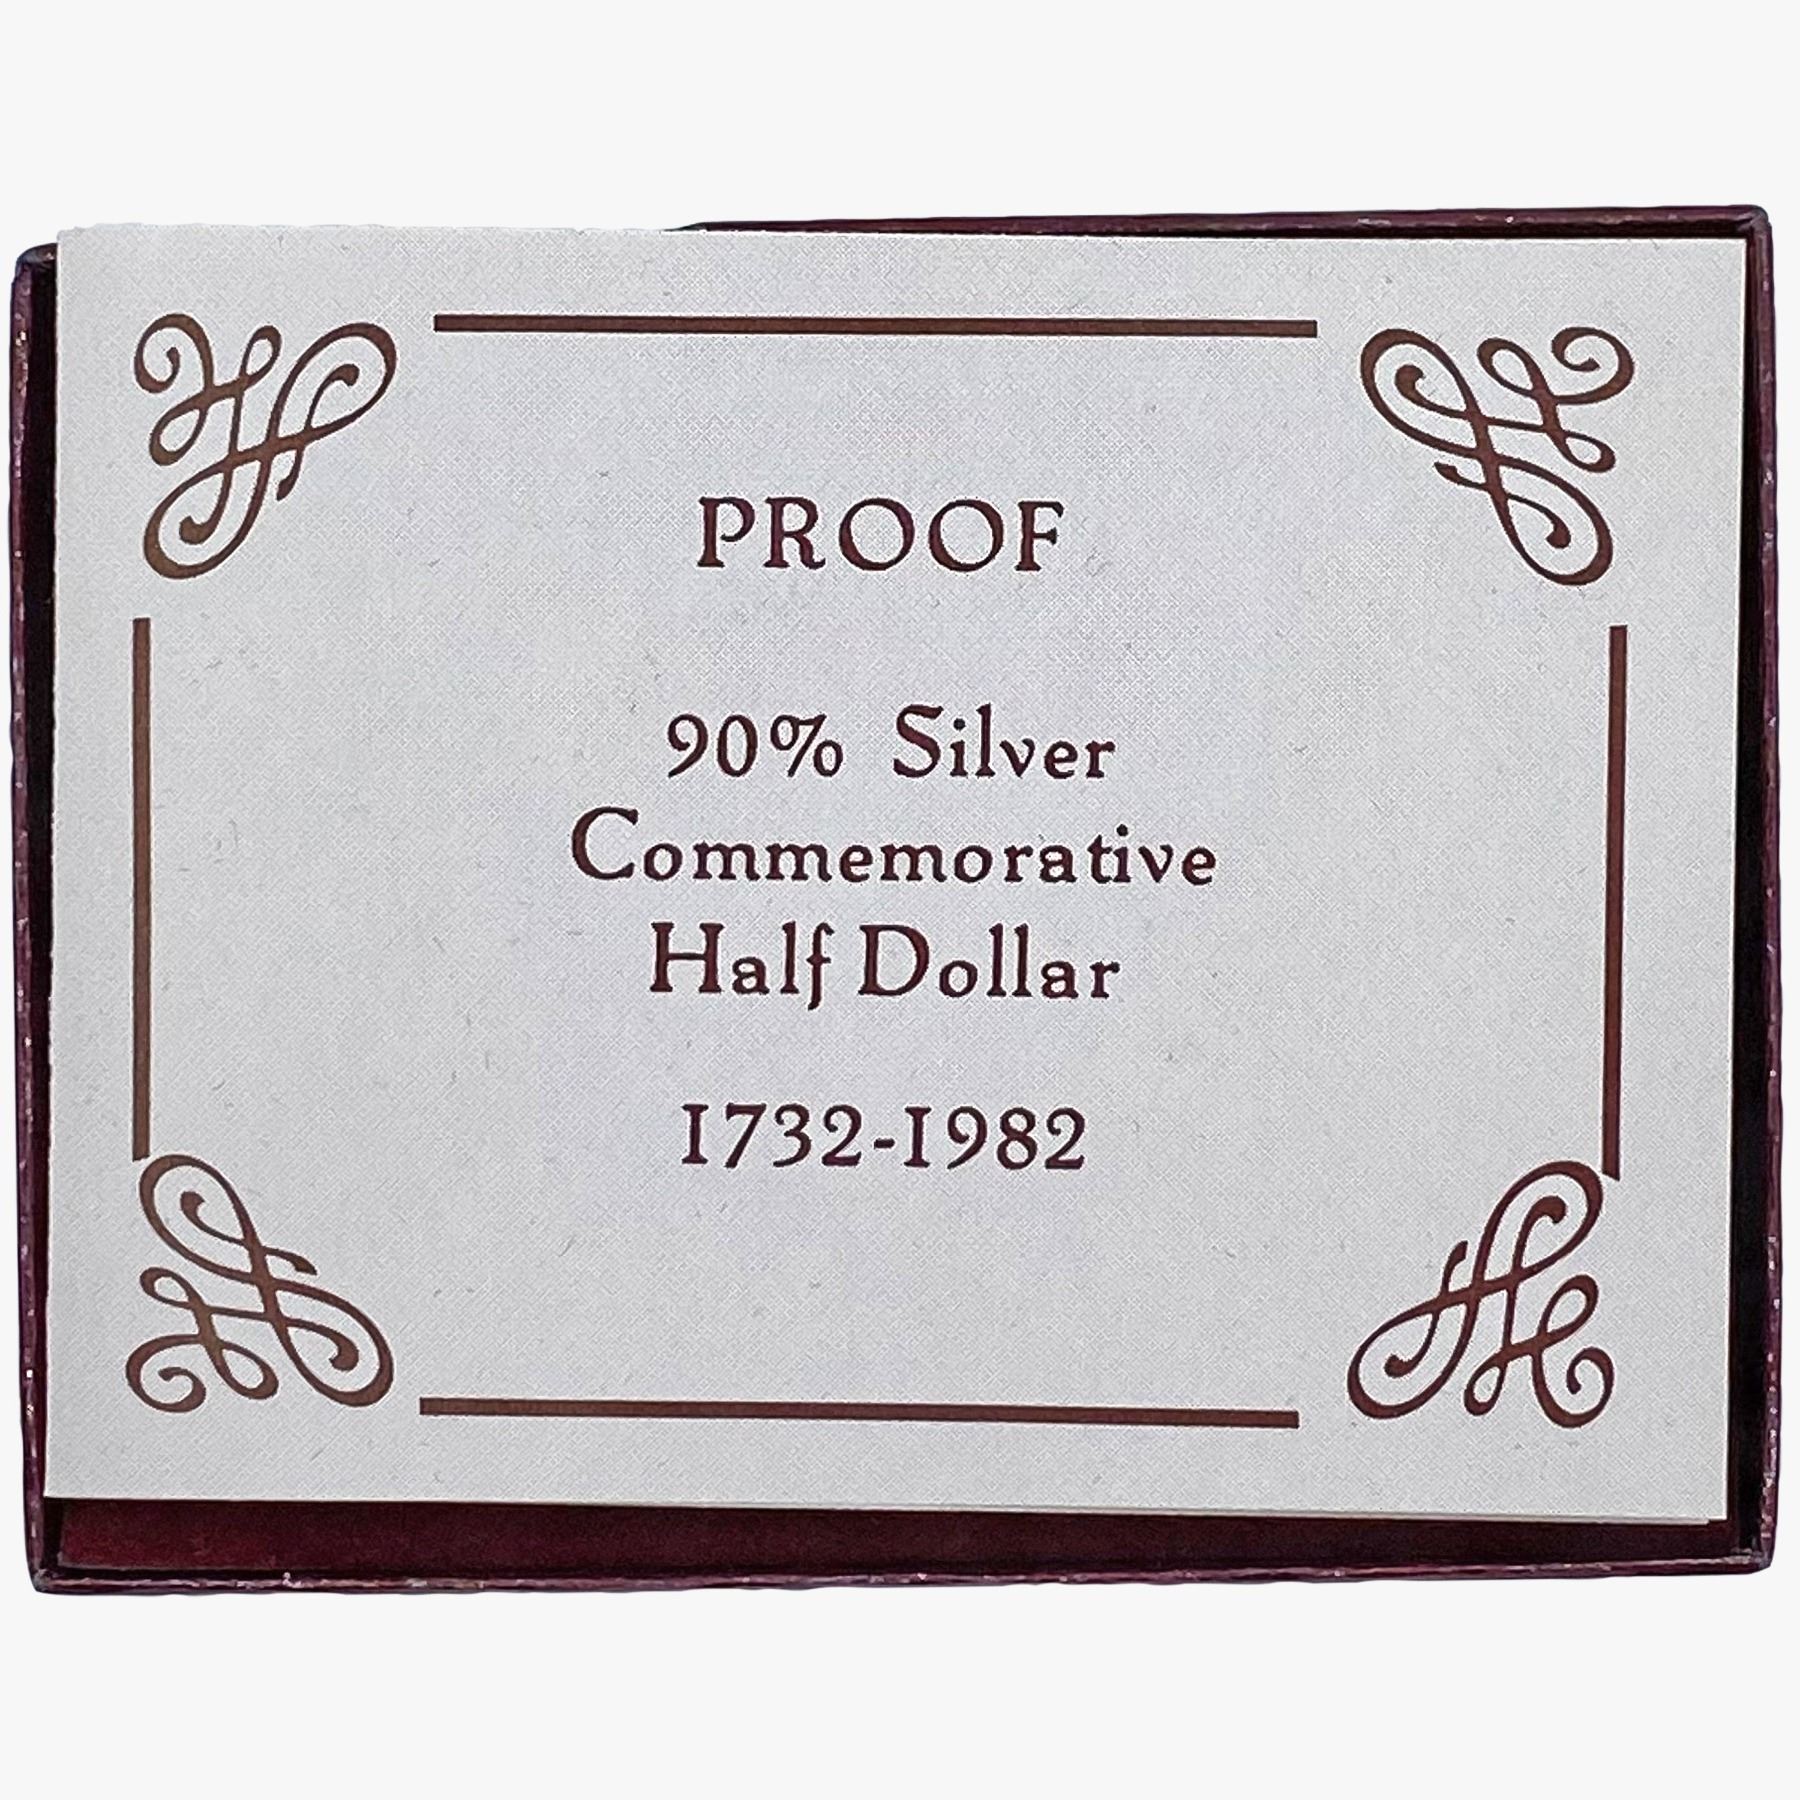 PROOF
90% Silver
Commemorative
Half Dollar
1732-1982